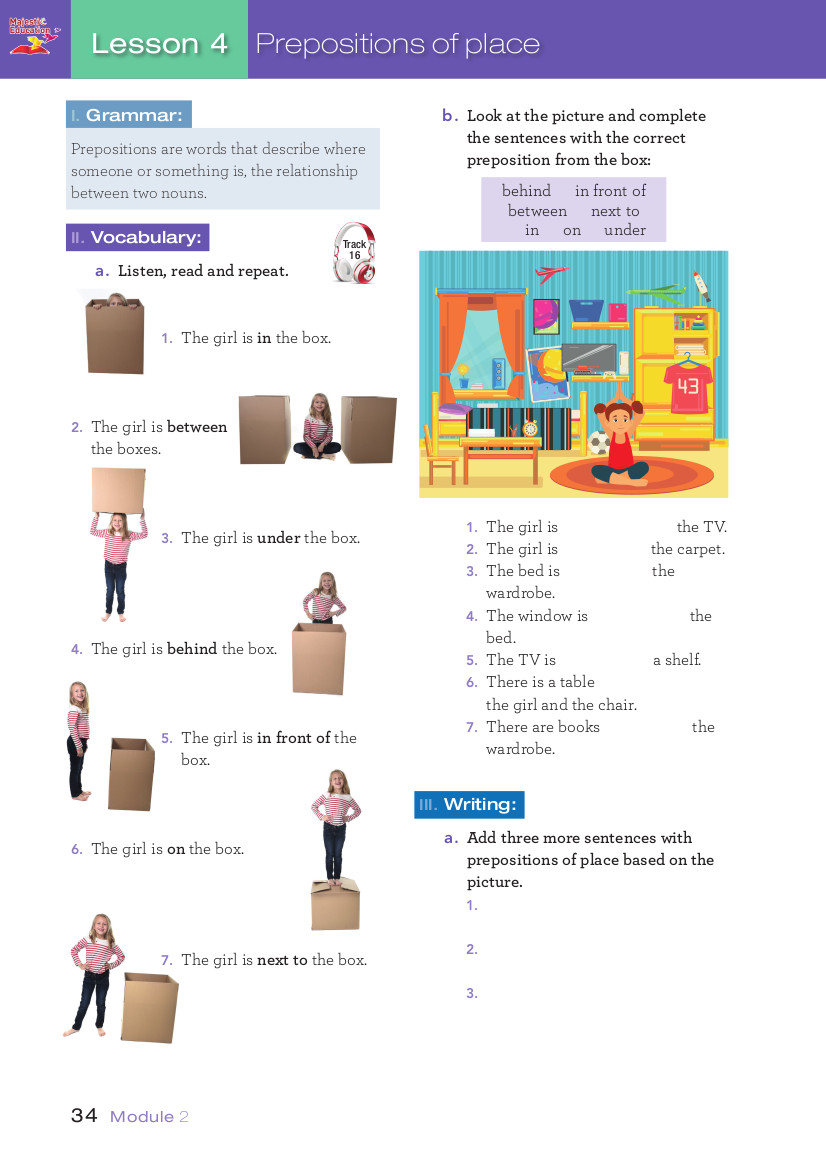 Majestic
Education
Lesson 4
Prepositions of place
I. Grammar:
Prepositions are words that describe where
someone or something is, the relationship
between two nouns.
II. Vocabulary:
Track
16
a. Listen, read and repeat.
1. The girl is in the box.
2. The girl is between
the boxes.
3. The girl is under the box.
4. The girl is behind the box.
5. The girl is in front of the
box.
6. The girl is on the box.
7. The girl is next to the box.
b. Look at the picture and complete
the sentences with the correct
preposition from the box:
behind in front of
between next to
in on under
43
1. The girl is the TV.
2. The girl is the carpet.
3. The bed is the
wardrobe.
4. The window is the
bed.
5. The TV is a shelf.
6. There is a table
the girl and the chair.
7. There are books the
wardrobe.
III. Writing:
a. Add three more sentences with
prepositions of place based on the
picture.
1.
2.
3.
34 Module 2